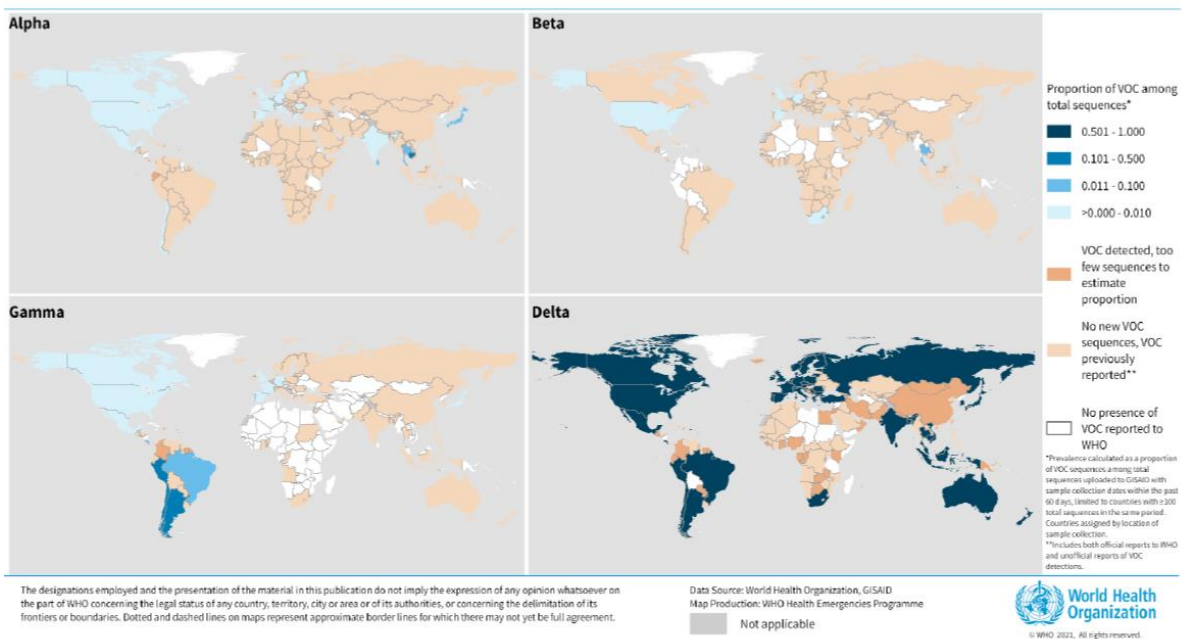 Alpha
Beta
Gamma
Delta
Proportion of VOC among
total sequences*
0.501 - 1.000
0.101 - 0.500
0.011 - 0.100
>0.000 - 0.010
VOC detected, too
few sequences to
estimate
proportion
No new VOC
sequences, VOC
previously
reported**
No presence of
VOC reported to
WHO
*Prevalence calculated as a proportion
of VOC sequences among total
sequences uploaded to GISAID with
sample collection dates within the past
60 days, limited to countries with ≥100
total sequences in the same period.
Countries assigned by location of
sample collection.
**Includes both official reports to WHO
and unofficial reports of VOC
detections.
The designations employed and the presentation of the material in this publication do not imply the expression of any opinion whatsoever on
the part of WHO concerning the legal status of any country, territory, city or area or of its authorities, or concerning the delimitation of its
frontiers or boundaries. Dotted and dashed lines on maps represent approximate border lines for which there may not yet be full agreement.
Data Source: World Health Organization, GISAID
Map Production: WHO Health Emergencies Programme
Not applicable
World Health
Organization
© WHO 2021, All rights reserved.